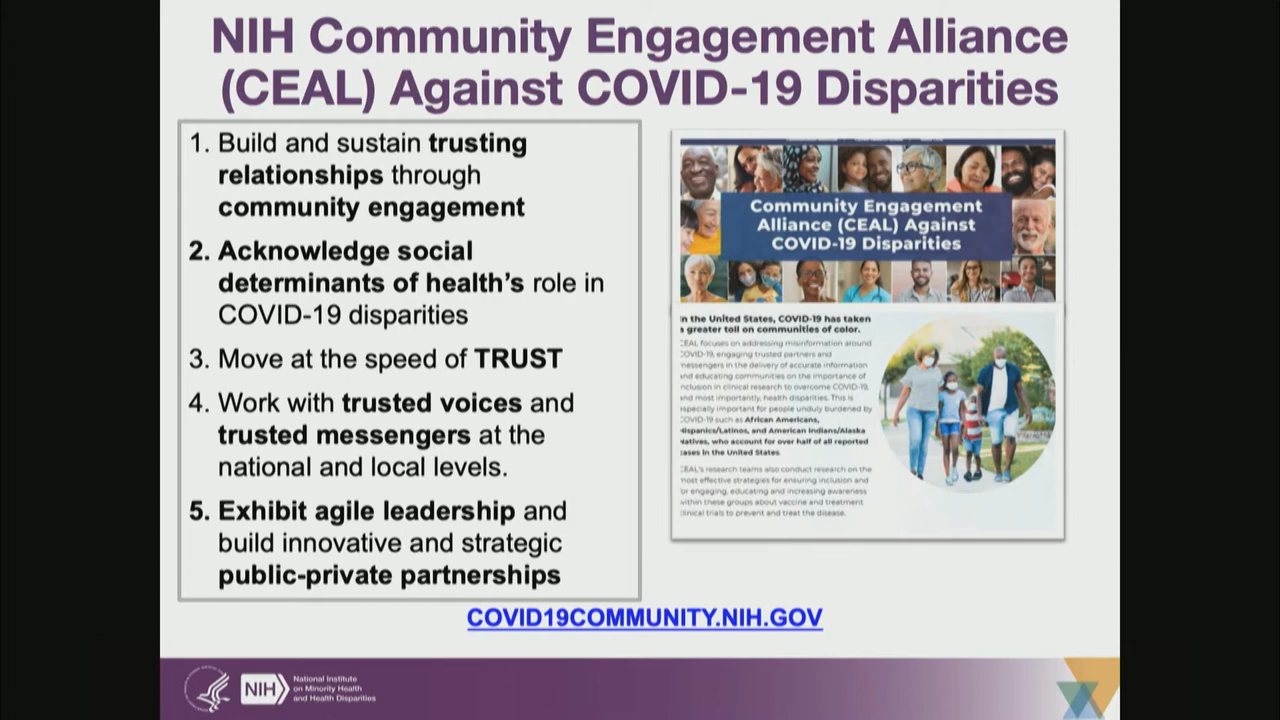 NIH Community Engagement Alliance
(CEAL) Against COVID-19 Disparities
1. Build and sustain trusting
relationships through
community engagement
2. Acknowledge social
determinants of health's role in
COVID-19 disparities
3. Move at the speed of TRUST
4. Work with trusted voices and
trusted messengers at the
national and local levels.
5. Exhibit agile leadership and
build innovative and strategic
public-private partnerships
Community Engagement
Alliance (CEAL) Against
COVID-19 Disparities
In the United States, COVID-19 has taken
a greater toll on communities of color.
CEAL focuses on addressing misinformation around
COVID-19, engaging trusted partners and
messengers in the delivery of accurate information
and educating communities on the importance of
inclusion in clinical research to overcome COVID-19,
and most importantly, health disparities. This is
especially important for people unduly burdened by
COVID-19 such as African Americans,
Hispanics/Latinos, and American Indians/Alaska
Natives, who account for over half of all reported
cases in the United States.
CEAL's research teams also conduct research on the
most effective strategies for ensuring inclusion and
for engaging, educating and increasing awareness
within these groups about vaccine and treatment
clinical trials to prevent and treat the disease.
COVID19COMMUNITY.NIH.GOV
NIH
National Institute
on Minority Health
and Health Disparities